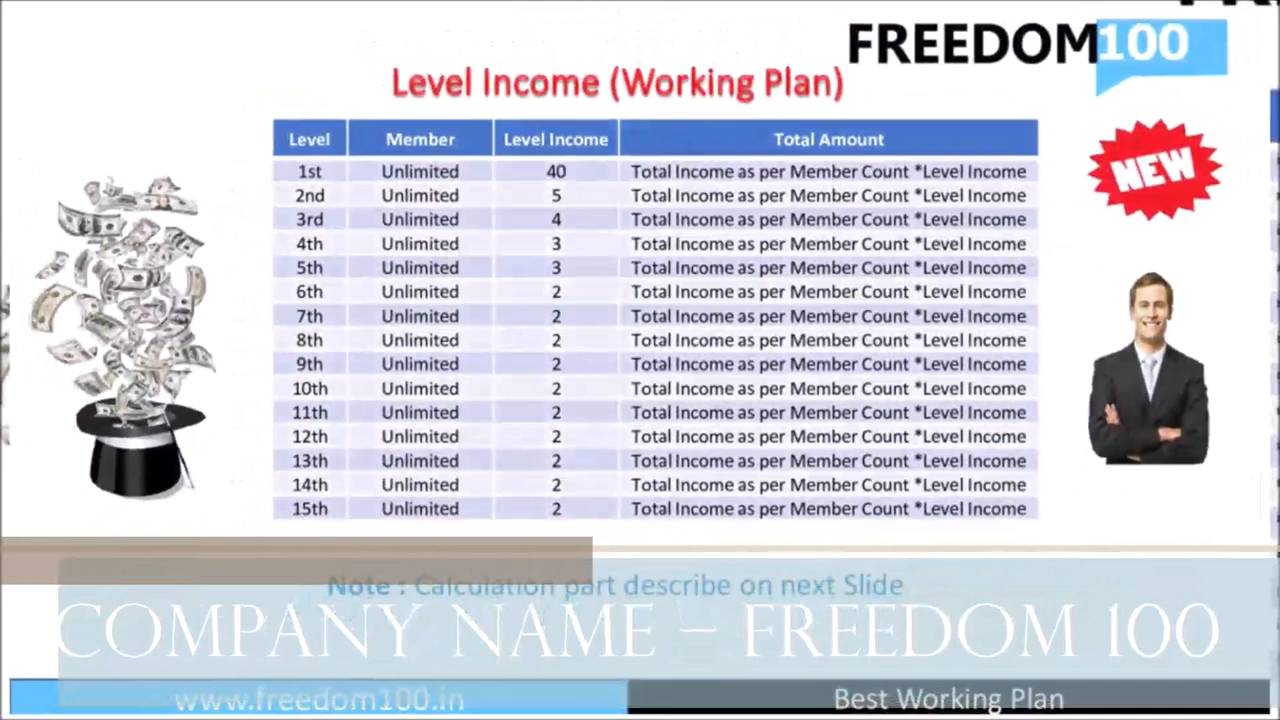 FREEDOM100
Level Income (Working Plan)
NEW
Level Member Level Income Total Amount
1st Unlimited 40 Total Income as per Member Count *Level Income
2nd Unlimited 5 Total Income as per Member Count *Level Income
3rd Unlimited 4 Total Income as per Member Count *Level Income
4th Unlimited 3 Total Income as per Member Count *Level Income
5th Unlimited 3 Total Income as per Member Count *Level Income
6th Unlimited 2 Total Income as per Member Count *Level Income
7th Unlimited 2 Total Income as per Member Count *Level Income
8th Unlimited 2 Total Income as per Member Count *Level Income
9th Unlimited 2 Total Income as per Member Count *Level Income
10th Unlimited 2 Total Income as per Member Count *Level Income
11th Unlimited 2 Total Income as per Member Count *Level Income
12th Unlimited 2 Total Income as per Member Count *Level Income
13th Unlimited 2 Total Income as per Member Count *Level Income
14th Unlimited 2 Total Income as per Member Count *Level Income
15th Unlimited 2 Total Income as per Member Count *Level Income
Note : Calculation part describe on next Slide
COMPANY NAME – FREEDOM 100
www.freedom100.in Best Working Plan